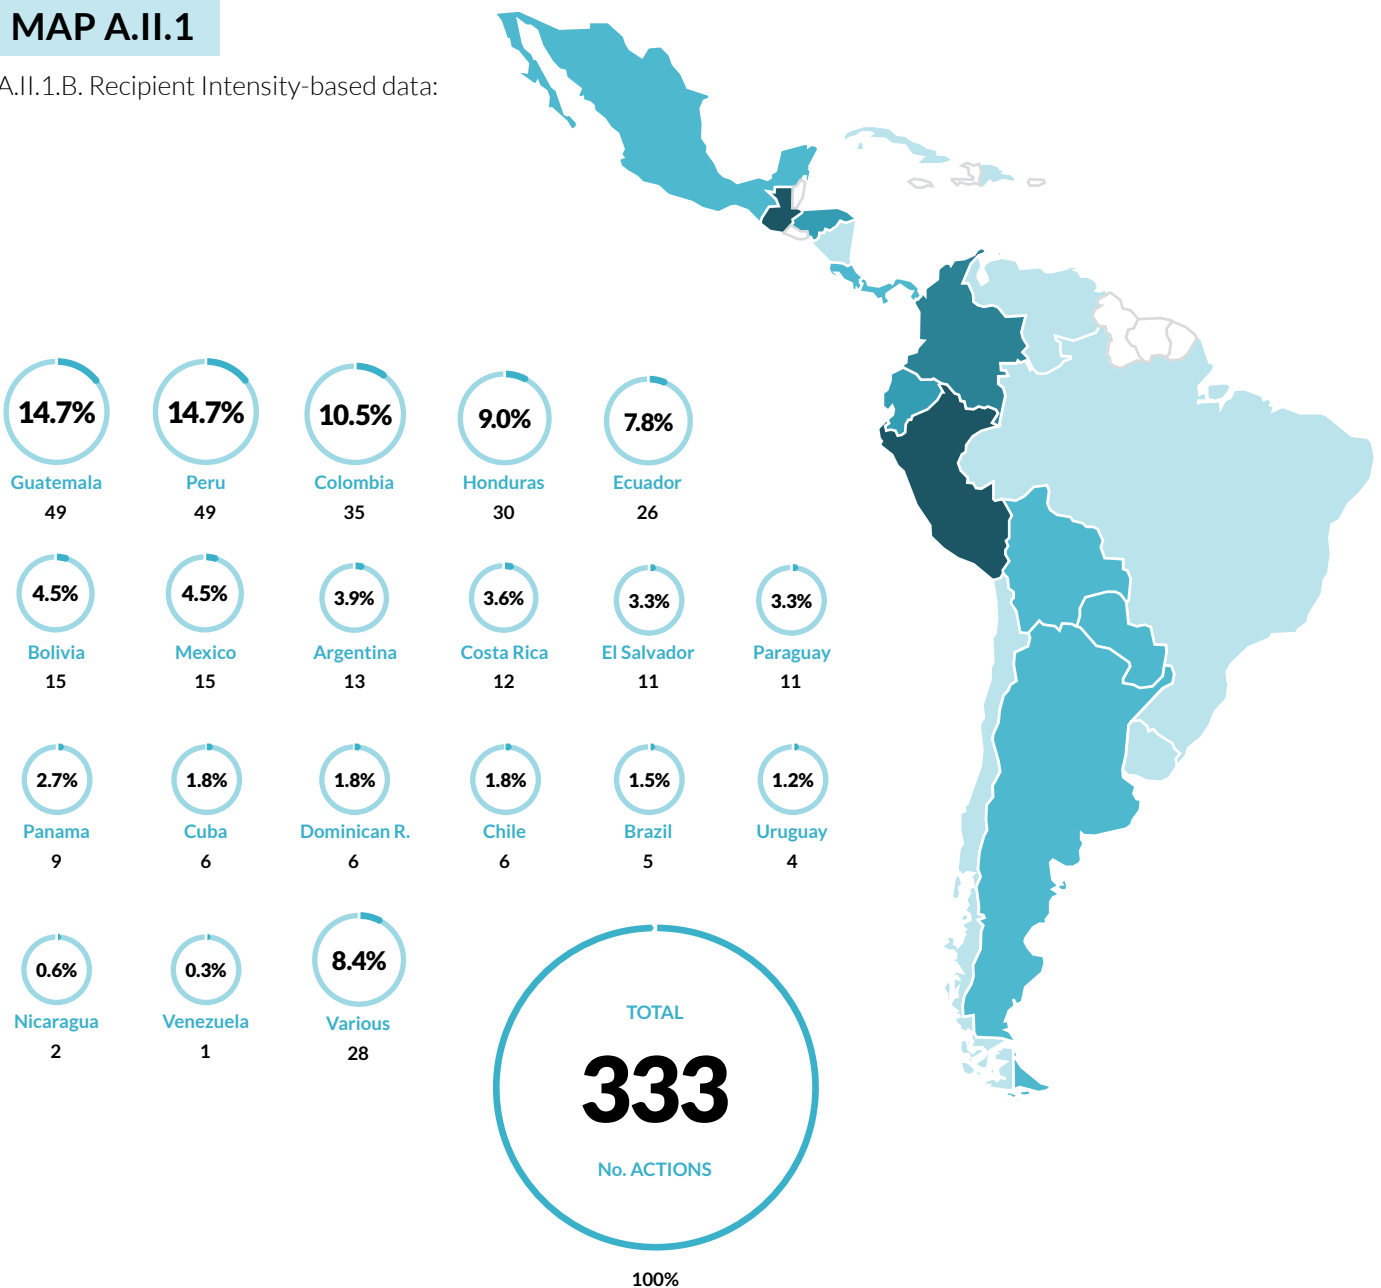 MAP A.II.1
A.II.1.B. Recipient Intensity-based data:
14.7% 14.7% 10.5% 9.0% 7.8%
Guatemala Peru Colombia Honduras Ecuador
49 49 35 30 26
4.5% 4.5% 3.9% 3.6% 3.3% 3.3%
Bolivia Mexico Argentina Costa Rica El Salvador Paraguay
15 15 13 12 11 11
2.7% 1.8% 1.8% 1.8% 1.5% 1.2%
Panama Cuba Dominican R. Chile Brazil Uruguay
9 6 6 6 5 4
0.6% 0.3% 8.4%
Nicaragua Venezuela Various
2 1 28
TOTAL
333
No. ACTIONS
100%